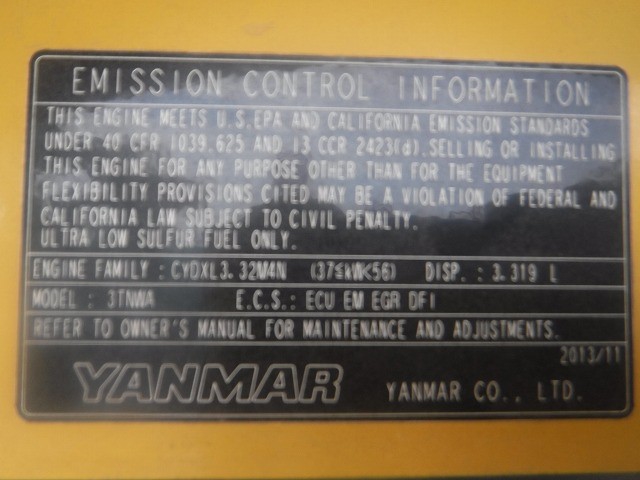 EMISSION CONTROL INFORMATION
THIS ENGINE MEETS U.S.EPA AND CALIFORNIA EMISSION STANDARDS
UNDER 40 CFR 1039.625 AND 13 CCR 2423(d).SELLING OR INSTALLING
THIS ENGINE FOR ANY PURPOSE OTHER THAN FOR THE EQUIPMENT
FLEXIBILITY PROVISIONS CITED MAY BE A VIOLATION OF FEDERAL AND
CALIFORNIA LAW SUBJECT TO CIVIL PENALTY.
ULTRA LOW SULFUR FUEL ONLY.
ENGINE FAMILY : CYDXL3.32W4N (37≦kW<56) DISP. : 3.319 L
MODEL : E.C.S.: ECU EM EGR DFI
REFER TO OWNER'S MANUAL FOR MAINTENANCE AND ADJUSTMENTS.
2013/11
YANMAR YANMAR CO., LTD.